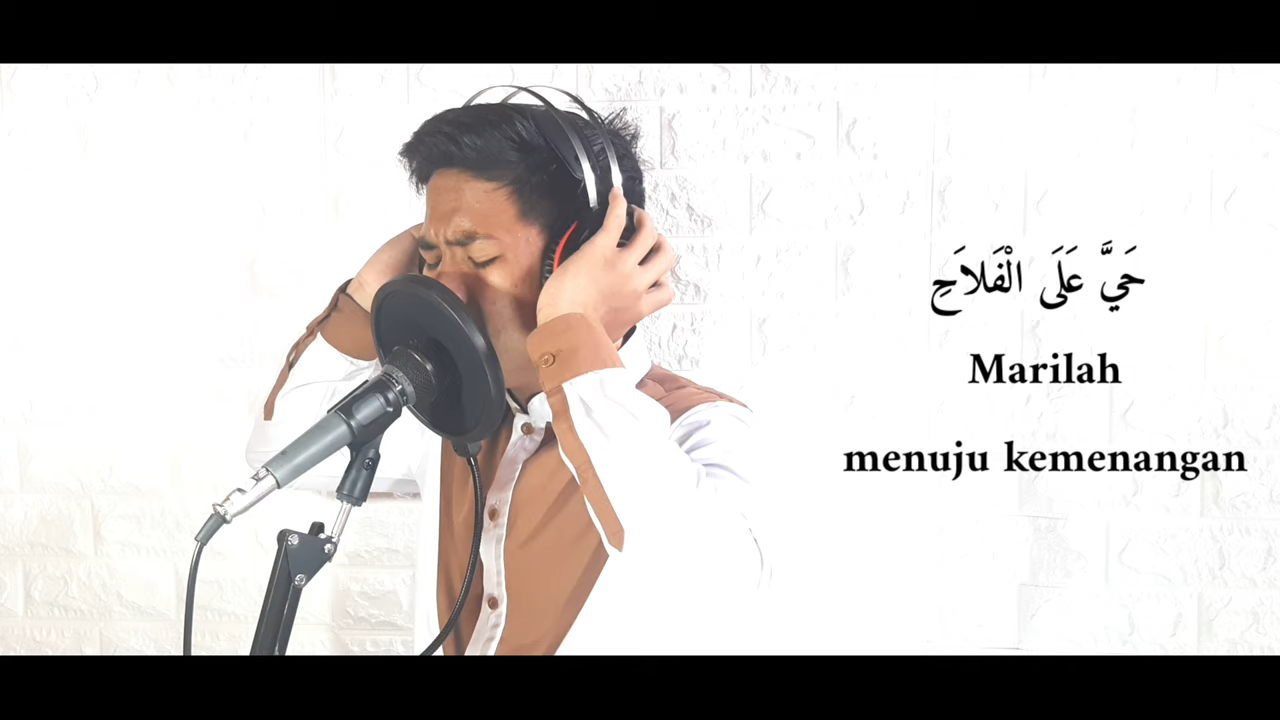 حَيَّ عَلَى الْفَلاَحِ
Marilah
menuju kemenangan